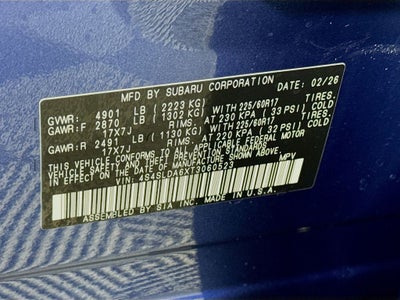 MFD BY SUBARU CORPORATION DATE: 02/26
GVWR: 4901 LB (2223 KG)
GAWR: F 2870 LB (1302 KG) WITH 225/60R17 TIRES.
17x7J RIMS. AT 230 KPA (33 PSI) COLD
GAWR: R 2491 LB (1130 KG) WITH 225/60R17 TIRES.
17x7J RIMS. AT 220 KPA (32 PSI) COLD
THIS VEHICLE CONFORMS TO ALL APPLICABLE FEDERAL MOTOR
VEHICLE SAFETY, BUMPER, AND THEFT PREVENTION STANDARDS
IN EFFECT ON THE DATE OF MANUFACTURE SHOWN ABOVE.
VIN: 4S4SLDA6XT3060523 MPV
ASSEMBLED BY SIA INC. MADE IN U.S.A.